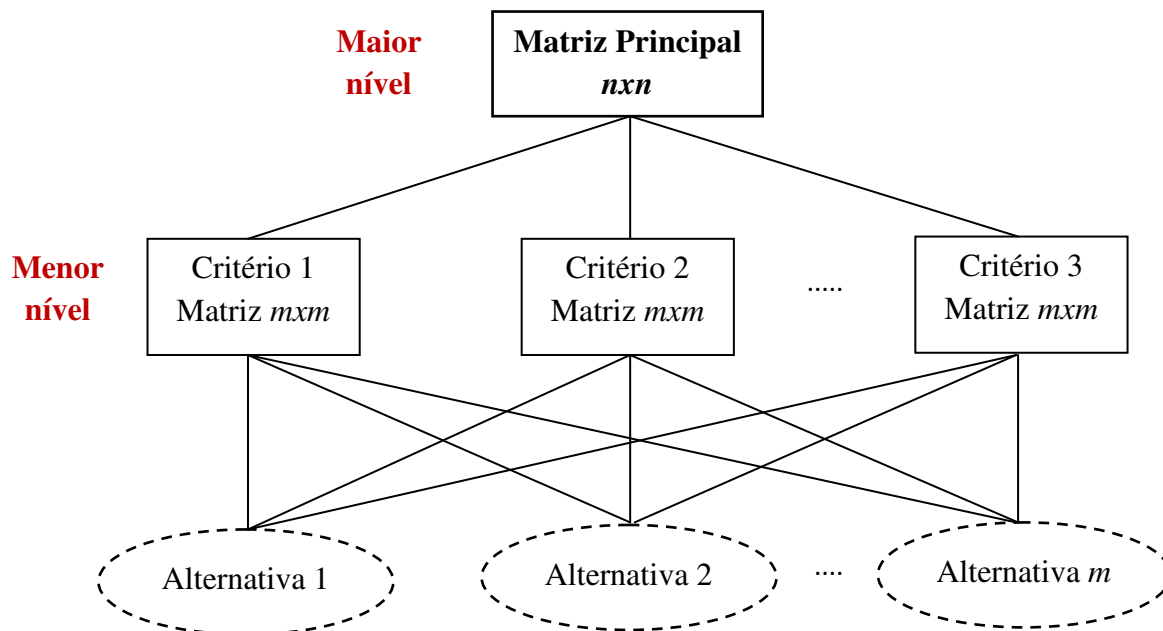 Maior
nível
Matriz Principal
nxn
Menor
nível
Critério 1
Matriz mxm
Critério 2
Matriz mxm
.....
Critério 3
Matriz mxm
Alternativa 1
Alternativa 2
....
Alternativa m